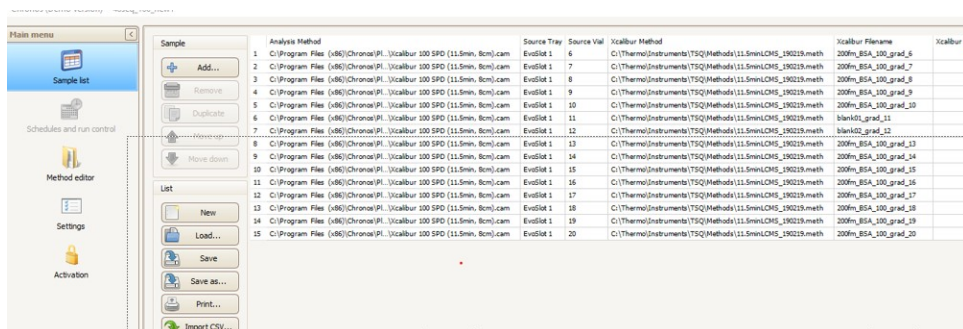 Main menu
Sample list
Schedules and run control
Method editor
Settings
Activation
Sample
Add...
Remove
Duplicate
Move up
Move down
List
New
Load...
Save
Save as...
Print...
Import CSV...
Analysis Method Source Tray Source Vial Xcalibur Method Xcalibur Filename Xcalibur
1 C:\Program Files (x86)\Chronos\Pl...\Xcalibur 100 SPD (11.5min, 8cm).cam EvoSlot 1 6 C:\Thermo\Instruments\TSQ\Methods\11.5minLCMS_190219.meth 200fm_BSA_100_grad_6
2 C:\Program Files (x86)\Chronos\Pl...\Xcalibur 100 SPD (11.5min, 8cm).cam EvoSlot 1 7 C:\Thermo\Instruments\TSQ\Methods\11.5minLCMS_190219.meth 200fm_BSA_100_grad_7
3 C:\Program Files (x86)\Chronos\Pl...\Xcalibur 100 SPD (11.5min, 8cm).cam EvoSlot 1 8 C:\Thermo\Instruments\TSQ\Methods\11.5minLCMS_190219.meth 200fm_BSA_100_grad_8
4 C:\Program Files (x86)\Chronos\Pl...\Xcalibur 100 SPD (11.5min, 8cm).cam EvoSlot 1 9 C:\Thermo\Instruments\TSQ\Methods\11.5minLCMS_190219.meth 200fm_BSA_100_grad_9
5 C:\Program Files (x86)\Chronos\Pl...\Xcalibur 100 SPD (11.5min, 8cm).cam EvoSlot 1 10 C:\Thermo\Instruments\TSQ\Methods\11.5minLCMS_190219.meth 200fm_BSA_100_grad_10
6 C:\Program Files (x86)\Chronos\Pl...\Xcalibur 100 SPD (11.5min, 8cm).cam EvoSlot 1 11 C:\Thermo\Instruments\TSQ\Methods\11.5minLCMS_190219.meth blank01_grad_11
7 C:\Program Files (x86)\Chronos\Pl...\Xcalibur 100 SPD (11.5min, 8cm).cam EvoSlot 1 12 C:\Thermo\Instruments\TSQ\Methods\11.5minLCMS_190219.meth blank02_grad_12
8 C:\Program Files (x86)\Chronos\Pl...\Xcalibur 100 SPD (11.5min, 8cm).cam EvoSlot 1 13 C:\Thermo\Instruments\TSQ\Methods\11.5minLCMS_190219.meth 200fm_BSA_100_grad_13
9 C:\Program Files (x86)\Chronos\Pl...\Xcalibur 100 SPD (11.5min, 8cm).cam EvoSlot 1 14 C:\Thermo\Instruments\TSQ\Methods\11.5minLCMS_190219.meth 200fm_BSA_100_grad_14
10 C:\Program Files (x86)\Chronos\Pl...\Xcalibur 100 SPD (11.5min, 8cm).cam EvoSlot 1 15 C:\Thermo\Instruments\TSQ\Methods\11.5minLCMS_190219.meth 200fm_BSA_100_grad_15
11 C:\Program Files (x86)\Chronos\Pl...\Xcalibur 100 SPD (11.5min, 8cm).cam EvoSlot 1 16 C:\Thermo\Instruments\TSQ\Methods\11.5minLCMS_190219.meth 200fm_BSA_100_grad_16
12 C:\Program Files (x86)\Chronos\Pl...\Xcalibur 100 SPD (11.5min, 8cm).cam EvoSlot 1 17 C:\Thermo\Instruments\TSQ\Methods\11.5minLCMS_190219.meth 200fm_BSA_100_grad_17
13 C:\Program Files (x86)\Chronos\Pl...\Xcalibur 100 SPD (11.5min, 8cm).cam EvoSlot 1 18 C:\Thermo\Instruments\TSQ\Methods\11.5minLCMS_190219.meth 200fm_BSA_100_grad_18
14 C:\Program Files (x86)\Chronos\Pl...\Xcalibur 100 SPD (11.5min, 8cm).cam EvoSlot 1 19 C:\Thermo\Instruments\TSQ\Methods\11.5minLCMS_190219.meth 200fm_BSA_100_grad_19
15 C:\Program Files (x86)\Chronos\Pl...\Xcalibur 100 SPD (11.5min, 8cm).cam EvoSlot 1 20 C:\Thermo\Instruments\TSQ\Methods\11.5minLCMS_190219.meth 200fm_BSA_100_grad_20